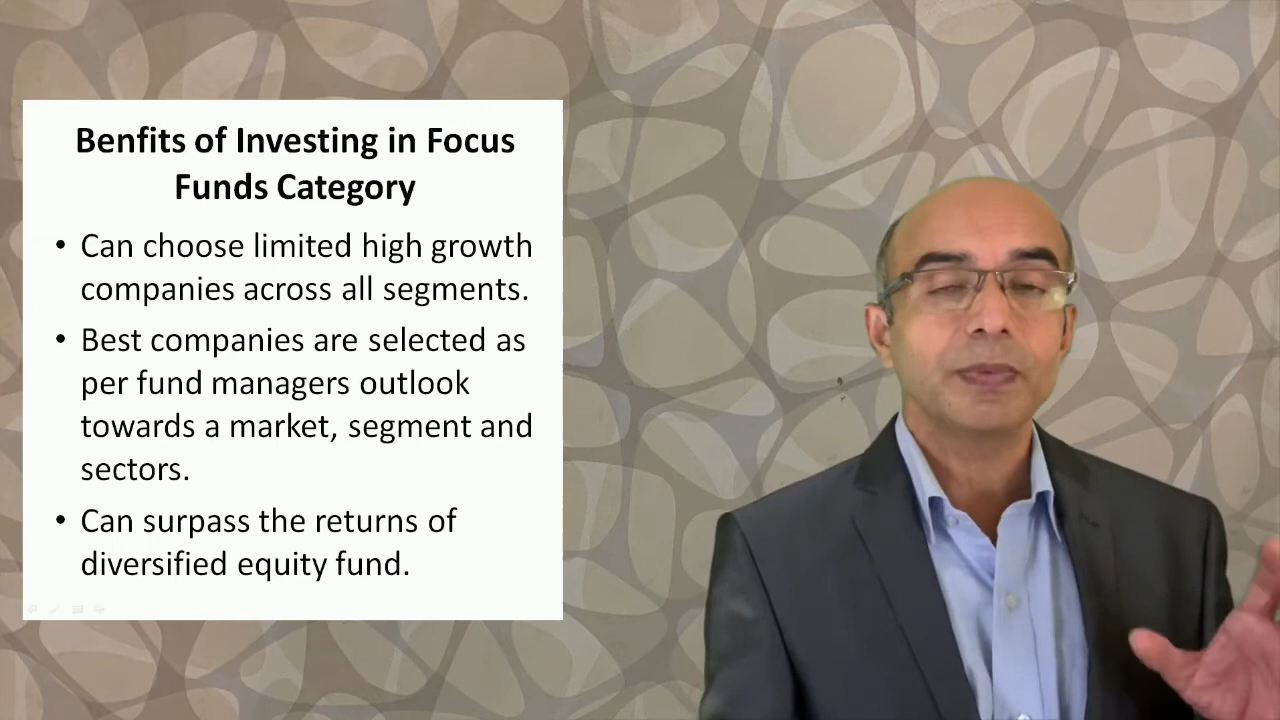 Benfits of Investing in Focus
Funds Category
• Can choose limited high growth
companies across all segments.
• Best companies are selected as
per fund managers outlook
towards a market, segment and
sectors.
• Can surpass the returns of
diversified equity fund.